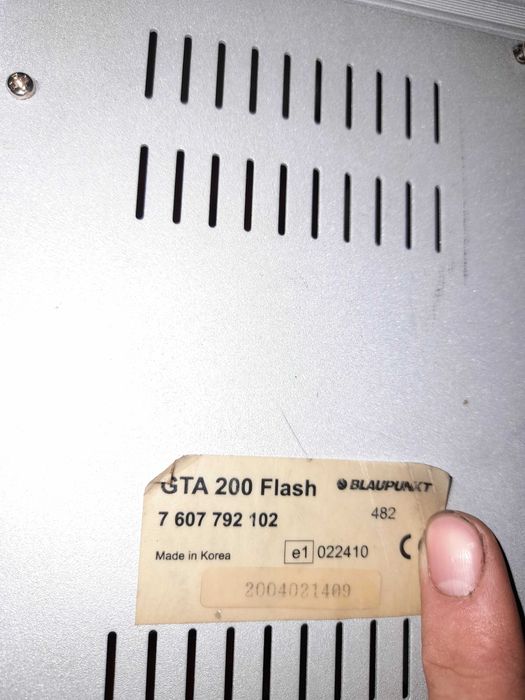 GTA 200 Flash BLAUPUNKT
7 607 792 102 482
Made in Korea e1 022410 C
2004021409